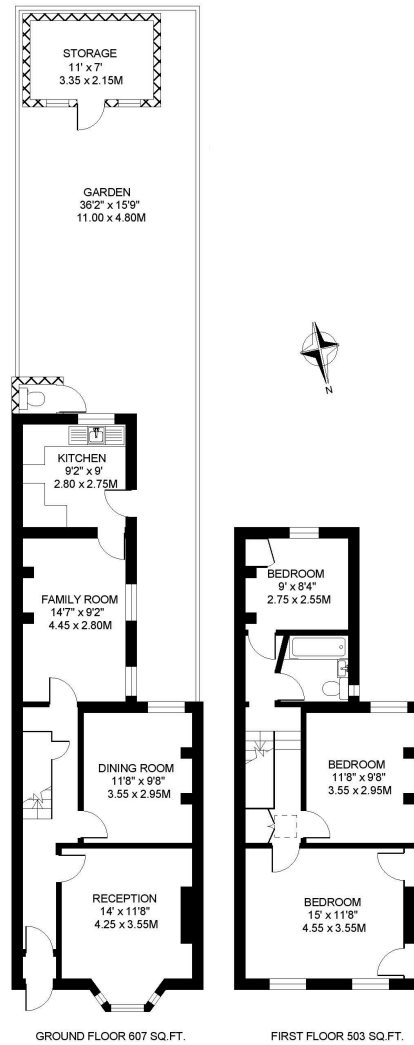 STORAGE
11' x 7'
3.35 x 2.15M
GARDEN
36'2" x 15'9"
11.00 x 4.80M
N
KITCHEN
9'2" x 9'
2.80 x 2.75M
FAMILY ROOM
14'7" x 9'2"
4.45 x 2.80M
DINING ROOM
11'8" x 9'8"
3.55 x 2.95M
RECEPTION
14' x 11'8"
4.25 x 3.55M
GROUND FLOOR 607 SQ.FT.
BEDROOM
9' x 8'4"
2.75 x 2.55M
BEDROOM
11'8" x 9'8"
3.55 x 2.95M
BEDROOM
15' x 11'8"
4.55 x 3.55M
FIRST FLOOR 503 SQ.FT.